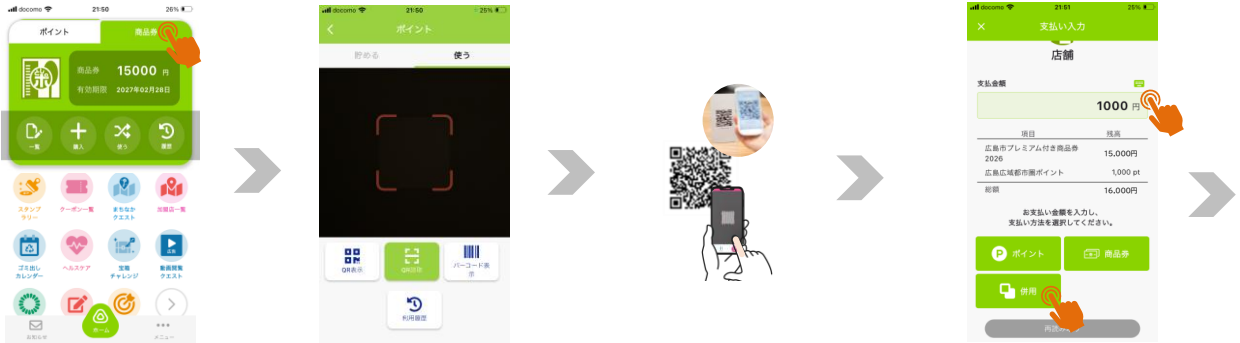 docomo 21:50 26%
ポイント
商品券
商品券 15000 円
有効期限 2027年02月28日
一覧
購入
使う
履歴
スタンプ
ラリー
クーポン一覧
まちなか
クエスト
加盟店一覧
ゴミ出し
カレンダー
ヘルスケア
宝箱
チャレンジ
動画閲覧
クエスト
お知らせ
ホーム
メニュー
docomo 21:50 25%
ポイント
貯める
使う
QR表示
QR読取
バーコード表
示
利用履歴
docomo 21:51 25%
支払い入力
店舗
支払金額
1000 円
項目 残高
広島市プレミアム付き商品券
2026
15,000円
広島広域都市圏ポイント 1,000 pt
総額 16,000円
お支払い金額を入力し、
支払い方法を選択してください。
P ポイント
商品券
併用